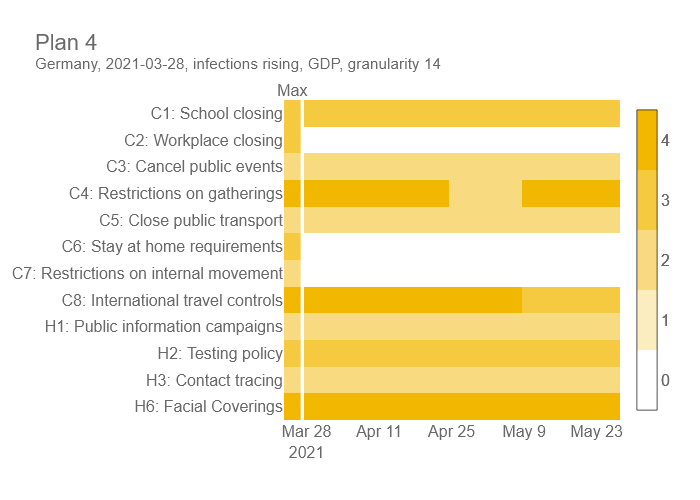 Plan 4
Germany, 2021-03-28, infections rising, GDP, granularity 14
Max
C1: School closing
C2: Workplace closing
C3: Cancel public events
C4: Restrictions on gatherings
C5: Close public transport
C6: Stay at home requirements
C7: Restrictions on internal movement
C8: International travel controls
H1: Public information campaigns
H2: Testing policy
H3: Contact tracing
H6: Facial Coverings
Mar 28 Apr 11 Apr 25 May 9 May 23
2021
4
3
2
1
0